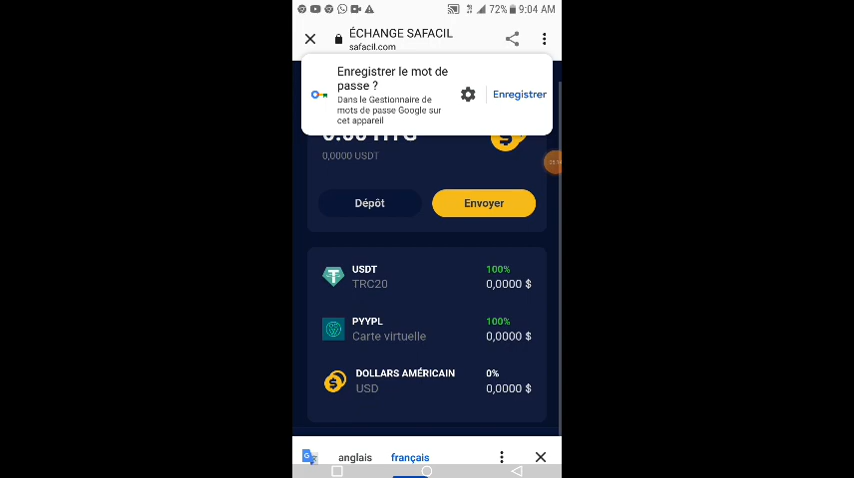 72% 9:04 AM
ÉCHANGE SAFACIL
safacil.com
Enregistrer le mot de
passe ?
Dans le Gestionnaire de
mots de passe Google sur
cet appareil
Enregistrer
0,0000 USDT
Dépôt
Envoyer
USDT
100%
TRC20
0,0000 $
PYYPL
100%
Carte virtuelle
0,0000 $
DOLLARS AMÉRICAIN
0%
USD
0,0000 $
anglais
français